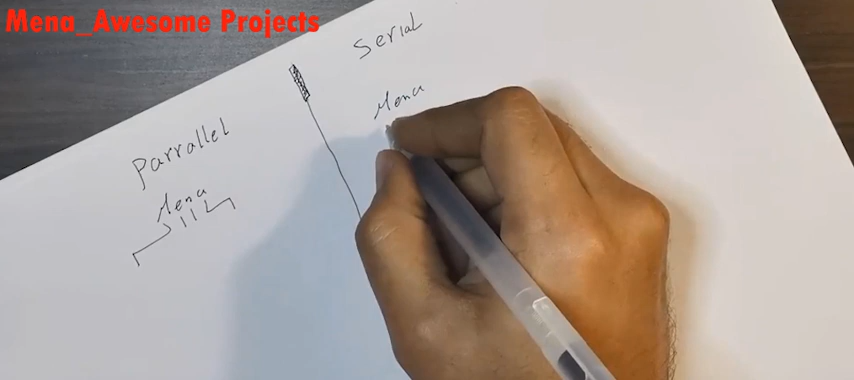 Mena_Awesome Projects
Serial
Mena
Parrallel
Mena